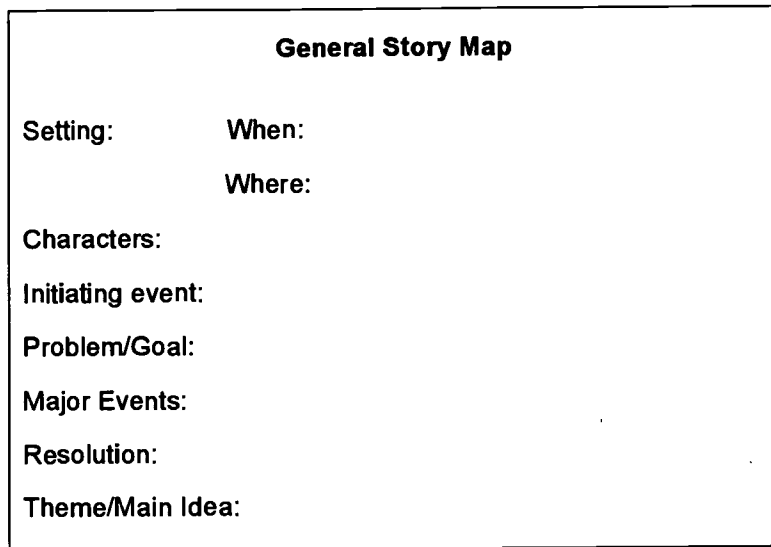 General Story Map
Setting: When:
Where:
Characters:
Initiating event:
Problem/Goal:
Major Events:
Resolution:
Theme/Main Idea: